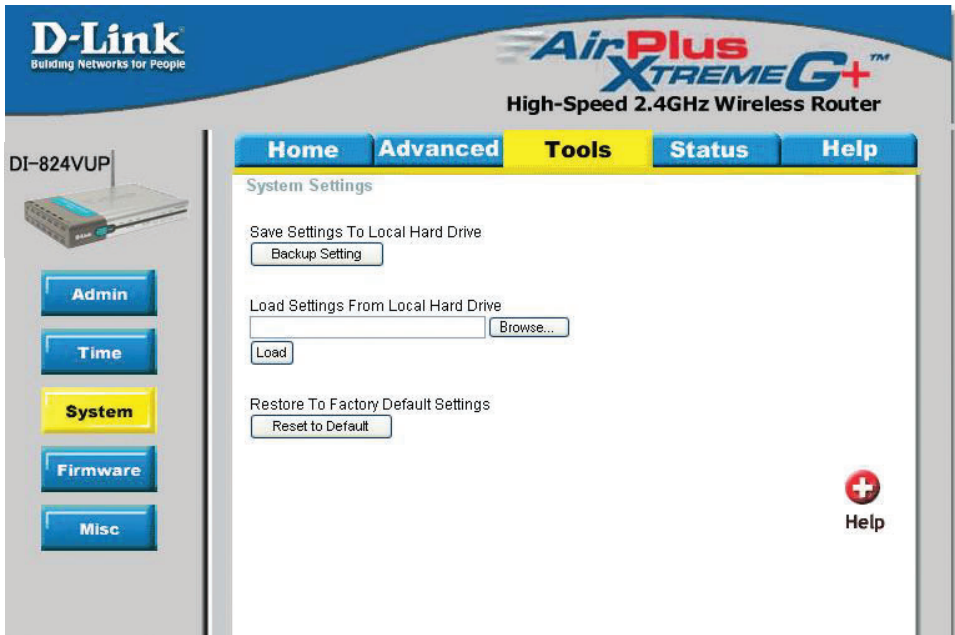 D-Link
Building Networks for People
AirPlus
XTREME G+™
High-Speed 2.4GHz Wireless Router
DI-824VUP
Home Advanced Tools Status Help
System Settings
Save Settings To Local Hard Drive
Backup Setting
Load Settings From Local Hard Drive
Browse...
Load
Restore To Factory Default Settings
Reset to Default
Admin
Time
System
Firmware
Misc
Help